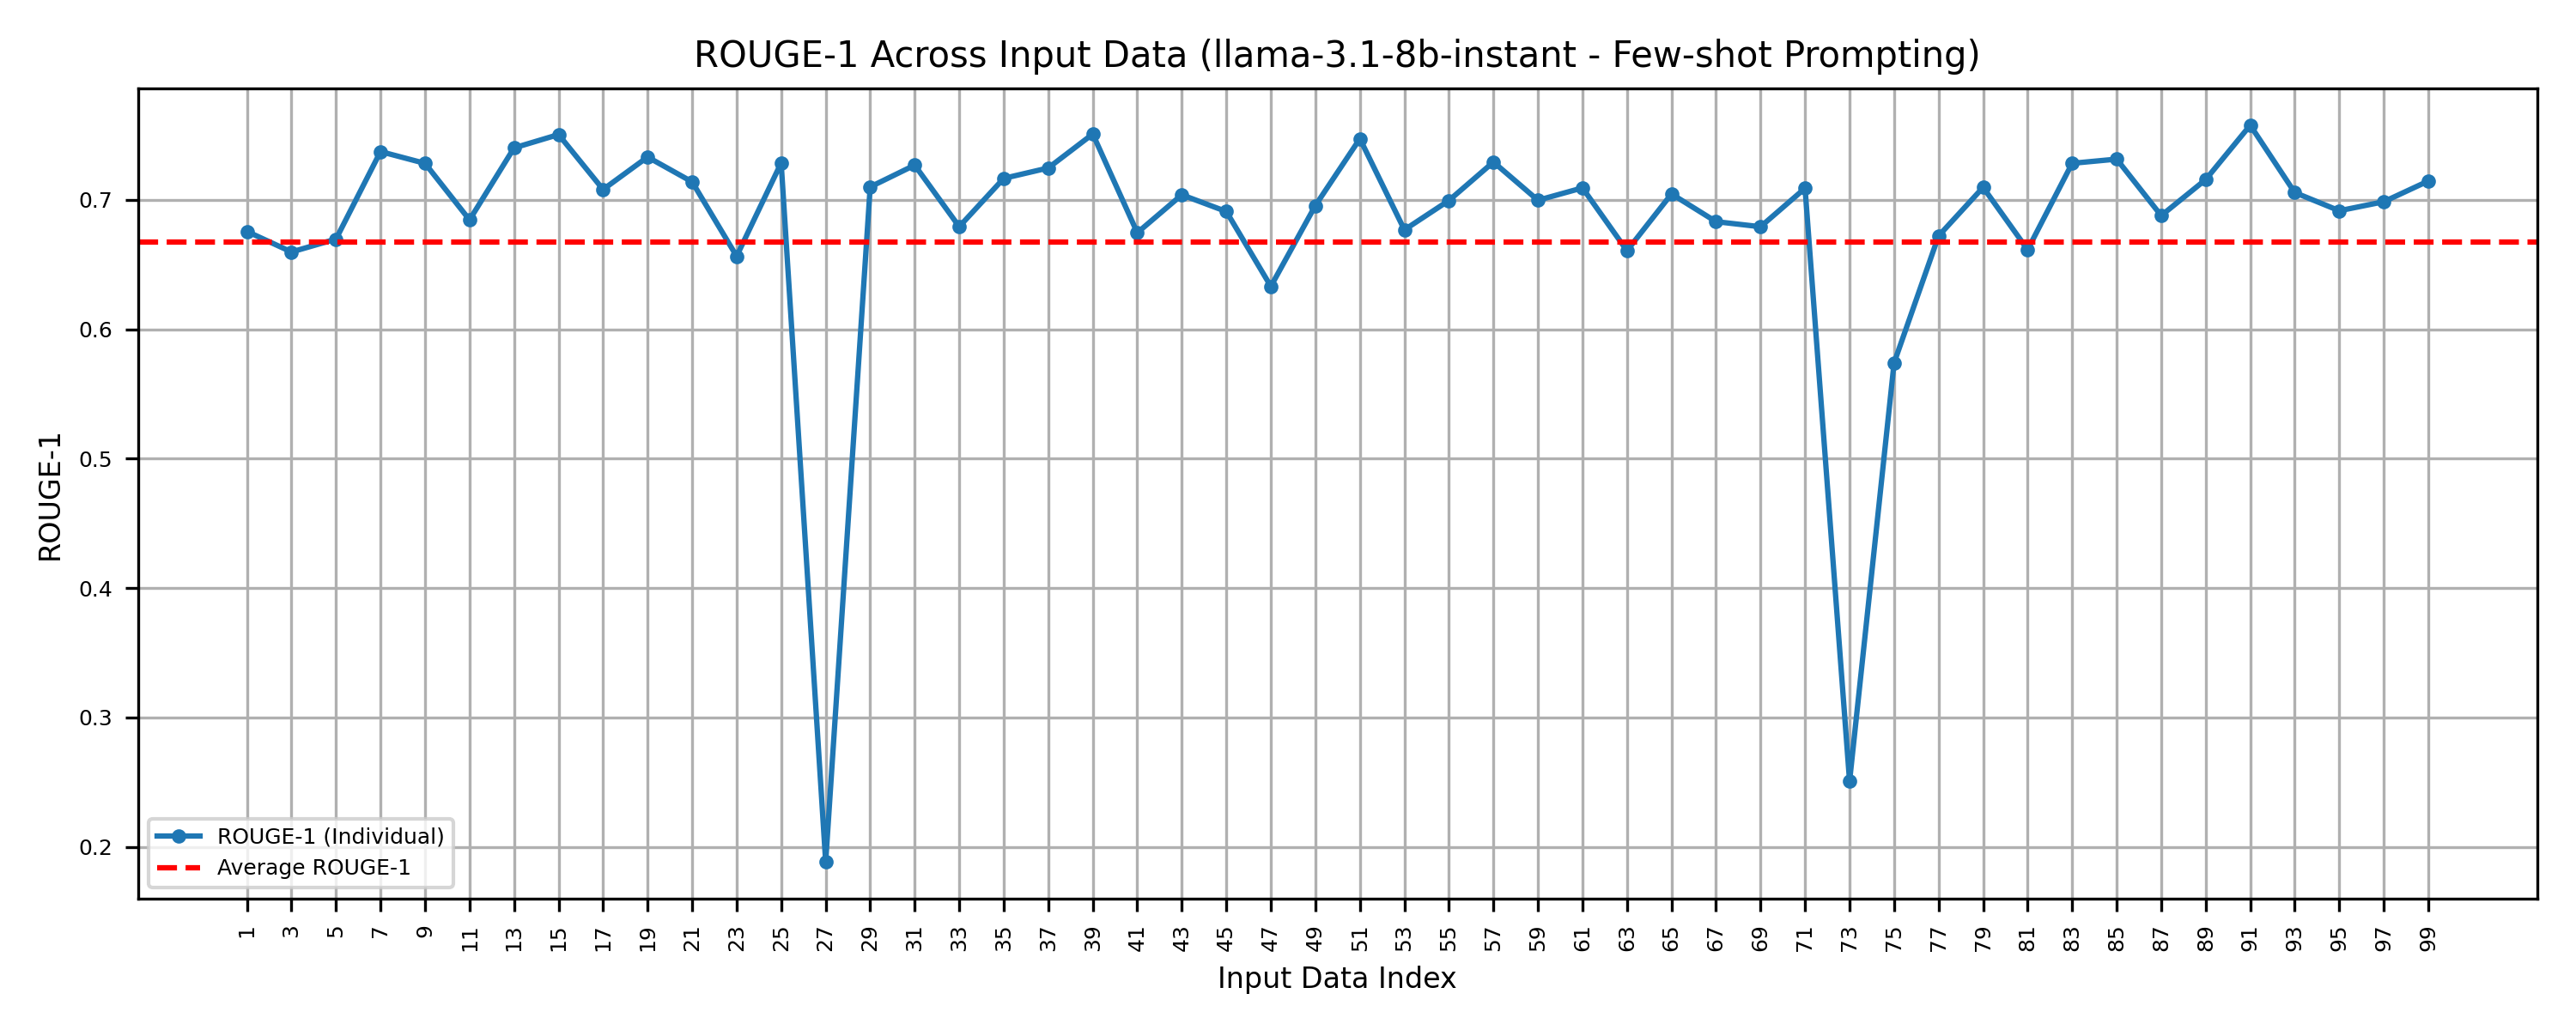 ROUGE-1 Across Input Data (llama-3.1-8b-instant - Few-shot Prompting)
ROUGE-1
0.7
0.6
0.5
0.4
0.3
0.2
ROUGE-1 (Individual)
Average ROUGE-1
1 3 5 7 9 11 13 15 17 19 21 23 25 27 29 31 33 35 37 39 41 43 45 47 49 51 53 55 57 59 61 63 65 67 69 71 73 75 77 79 81 83 85 87 89 91 93 95 97 99
Input Data Index